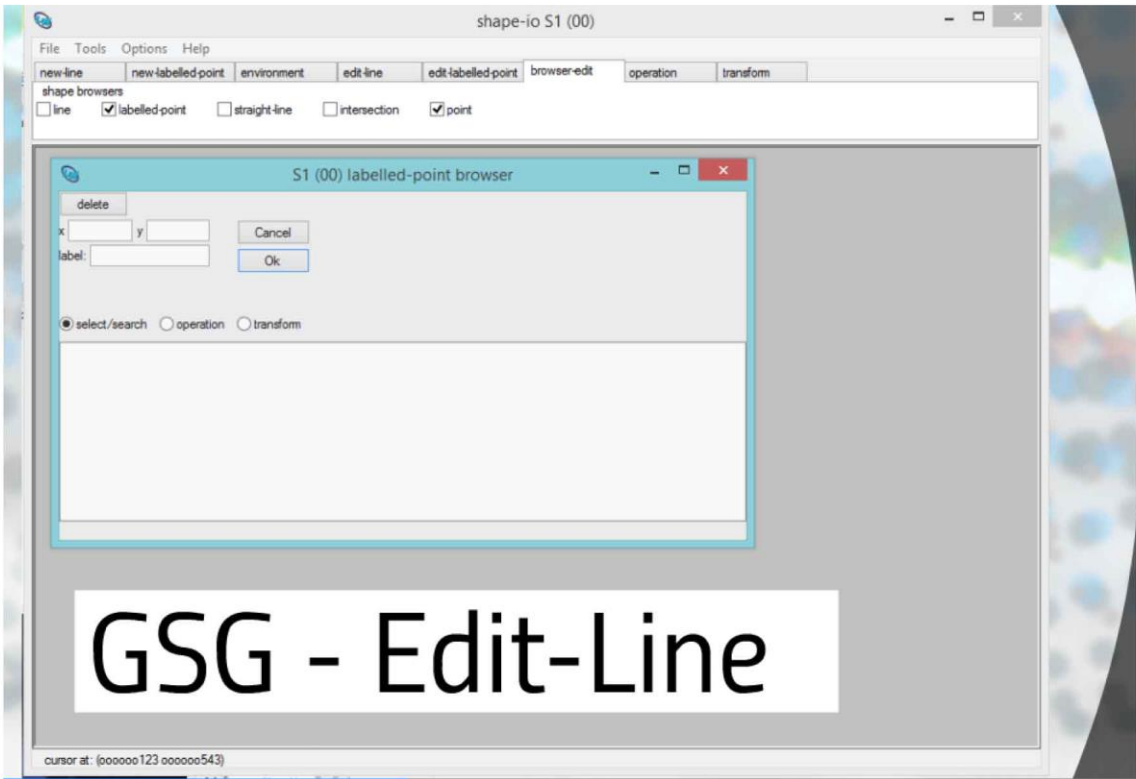 shape-io S1 (00)
File Tools Options Help
new-line new-labelled-point environment edit-line edit-labelled-point browser-edit operation transform
shape browsers
line labelled-point straight-line intersection point
S1 (00) labelled-point browser
delete
x y Cancel
label: Ok
select/search operation transform
GSG - Edit-Line
cursor at: (oooooo123 oooooo543)